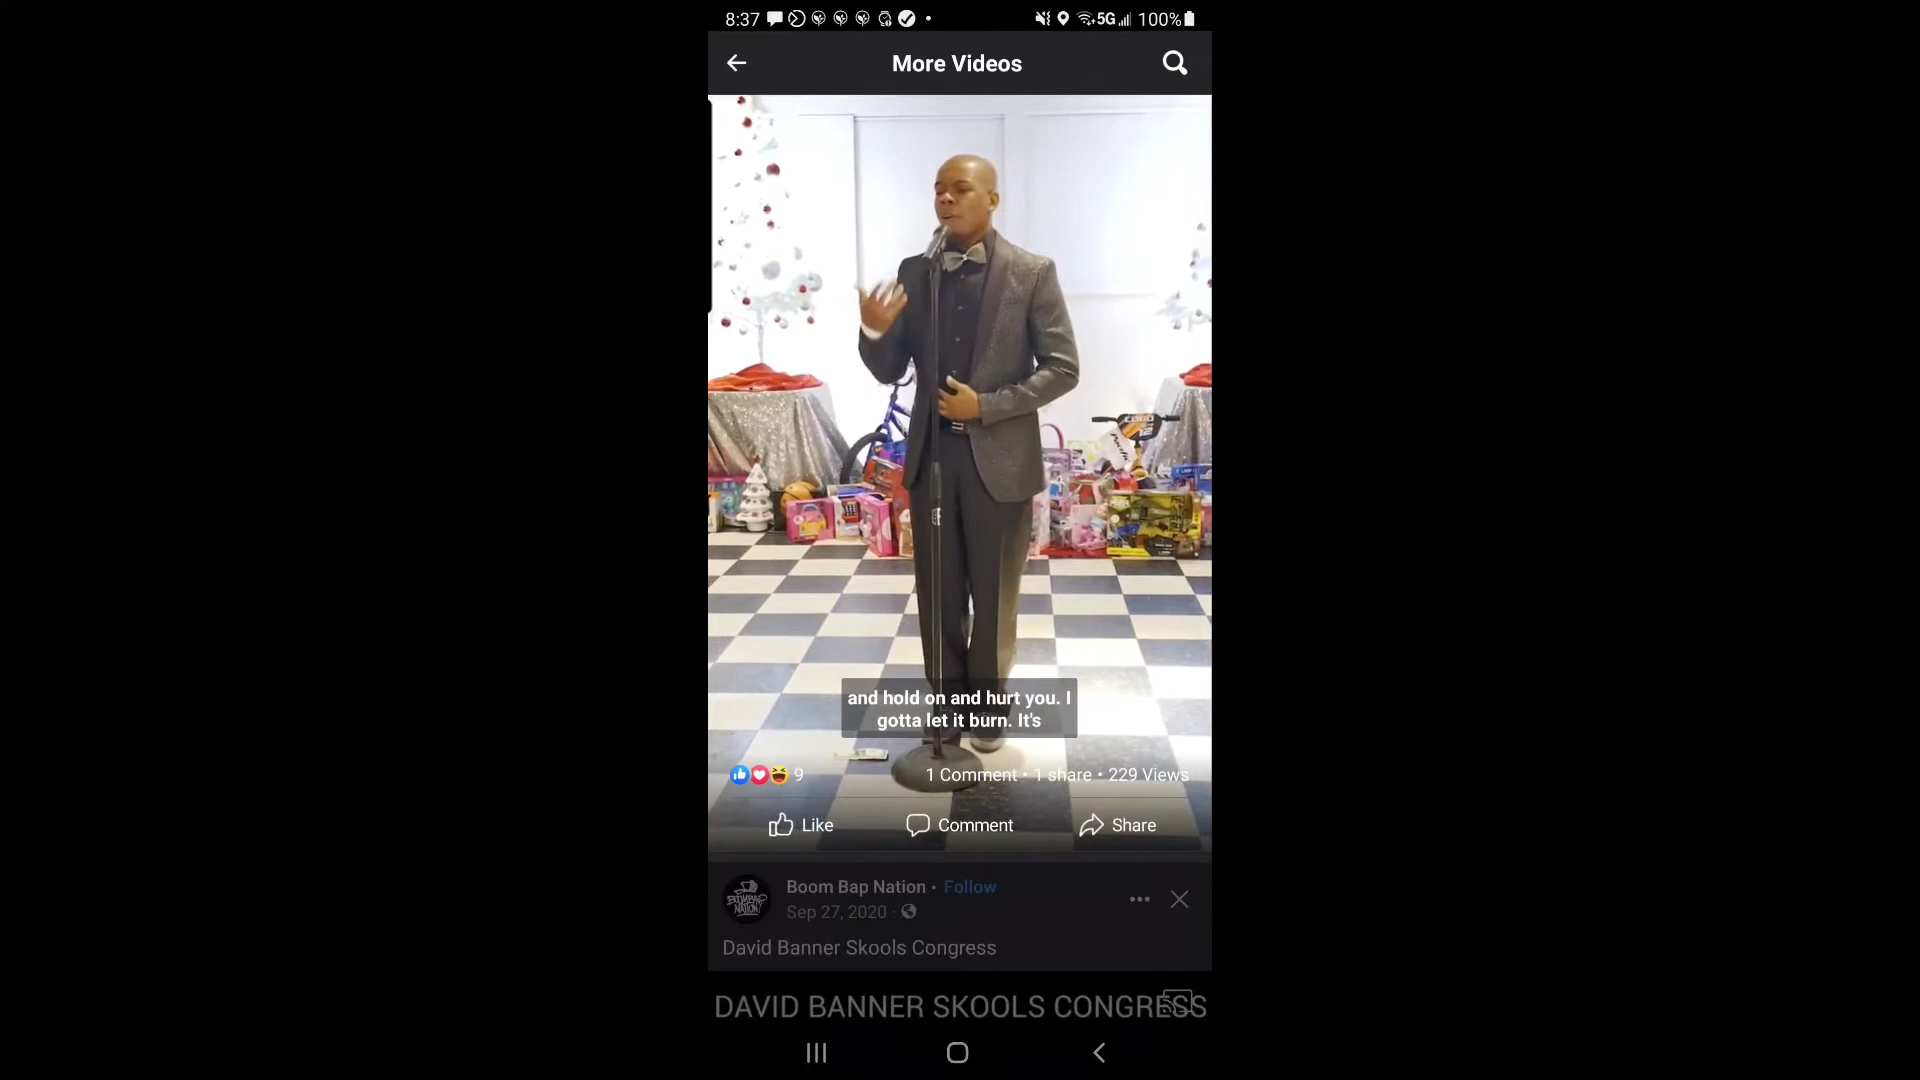 8:37
5G
100%
More Videos
and hold on and hurt you. I
gotta let it burn. It's
9
1 Comment • 1 share • 229 Views
Like
Comment
Share
Boom Bap Nation • Follow
Sep 27, 2020 ·
David Banner Skools Congress
DAVID BANNER SKOOLS CONGRESS